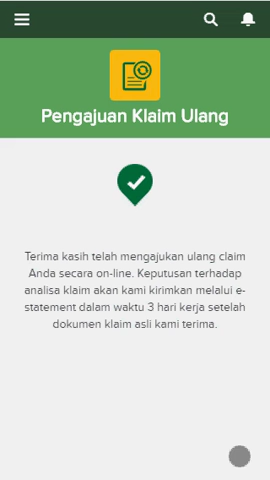 Pengajuan Klaim Ulang
Terima kasih telah mengajukan ulang claim
Anda secara on-line. Keputusan terhadap
analisa klaim akan kami kirimkan melalui e-
statement dalam waktu 3 hari kerja setelah
dokumen klaim asli kami terima.